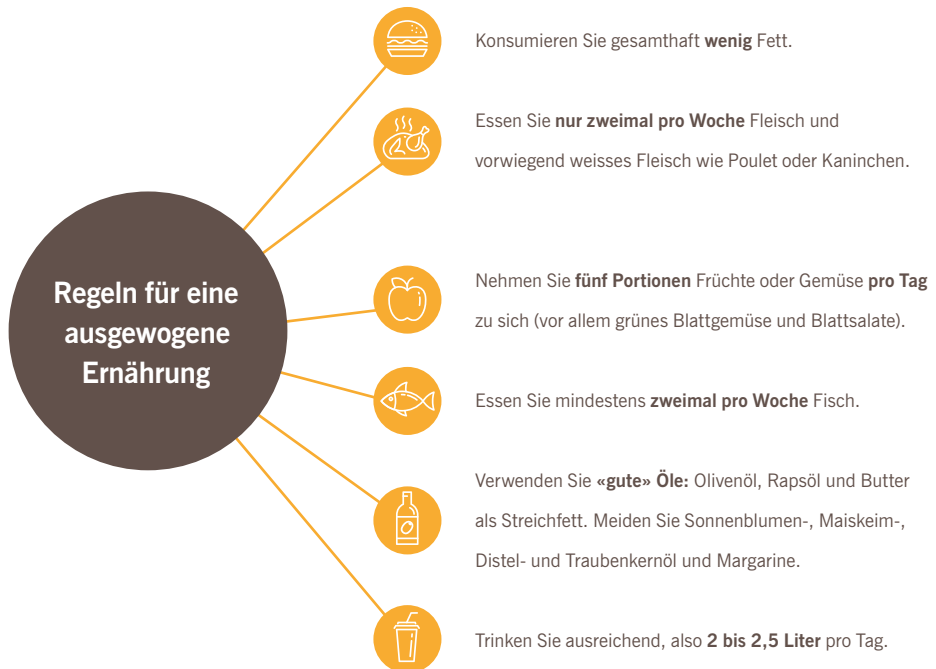 Regeln für eine
ausgewogene
Ernährung
Konsumieren Sie gesamthaft wenig Fett.
Essen Sie nur zweimal pro Woche Fleisch und
vorwiegend weisses Fleisch wie Poulet oder Kaninchen.
Nehmen Sie fünf Portionen Früchte oder Gemüse pro Tag
zu sich (vor allem grünes Blattgemüse und Blattsalate).
Essen Sie mindestens zweimal pro Woche Fisch.
Verwenden Sie «gute» Öle: Olivenöl, Rapsöl und Butter
als Streichfett. Meiden Sie Sonnenblumen-, Maiskeim-,
Distel- und Traubenkernöl und Margarine.
Trinken Sie ausreichend, also 2 bis 2,5 Liter pro Tag.